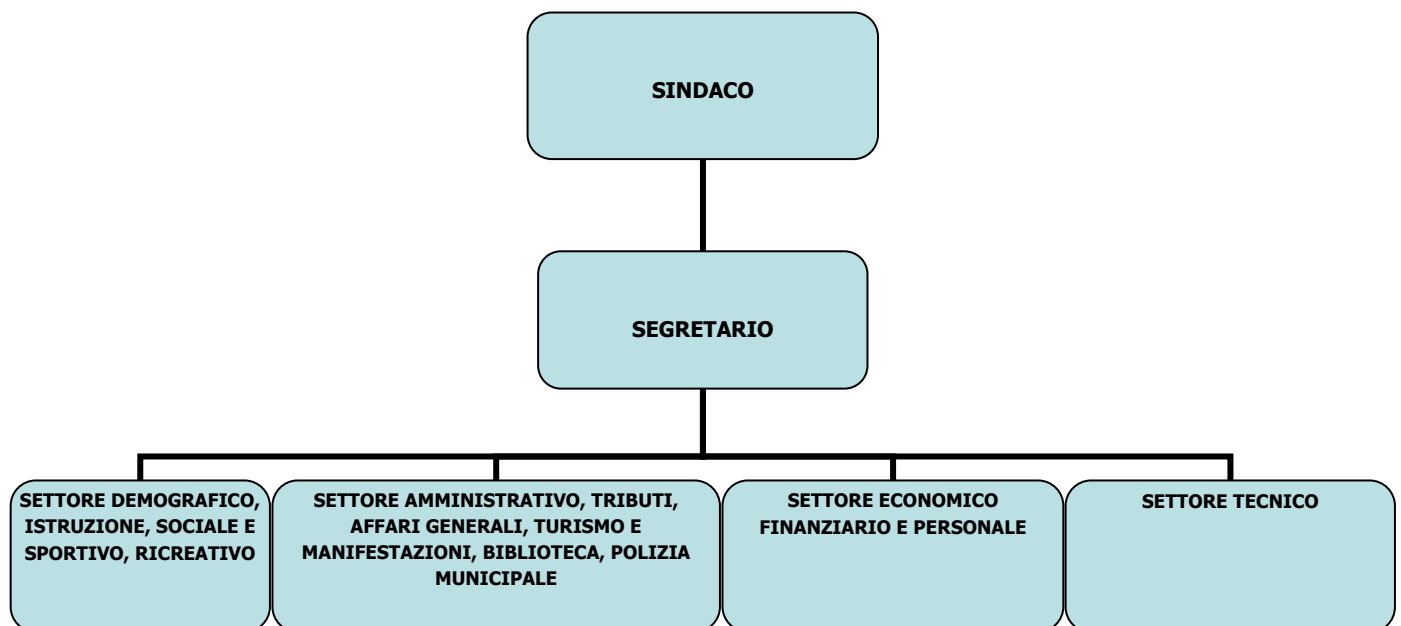 SINDACO
SEGRETARIO
SETTORE DEMOGRAFICO,
ISTRUZIONE, SOCIALE E
SPORTIVO, RICREATIVO
SETTORE AMMINISTRATIVO, TRIBUTI,
AFFARI GENERALI, TURISMO E
MANIFESTAZIONI, BIBLIOTECA, POLIZIA
MUNICIPALE
SETTORE ECONOMICO
FINANZIARIO E PERSONALE
SETTORE TECNICO